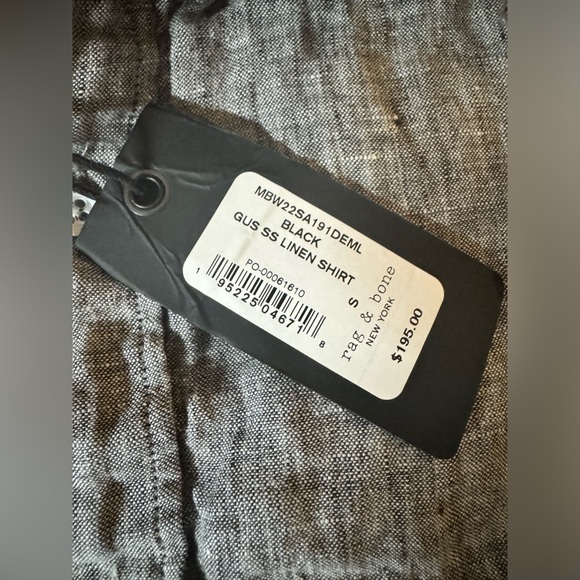 MBW22SA191DEML
BLACK
GUS SS LINEN SHIRT
PO-00061610
1 95225 04671 8
S
rag & bone
NEW YORK
$195.00